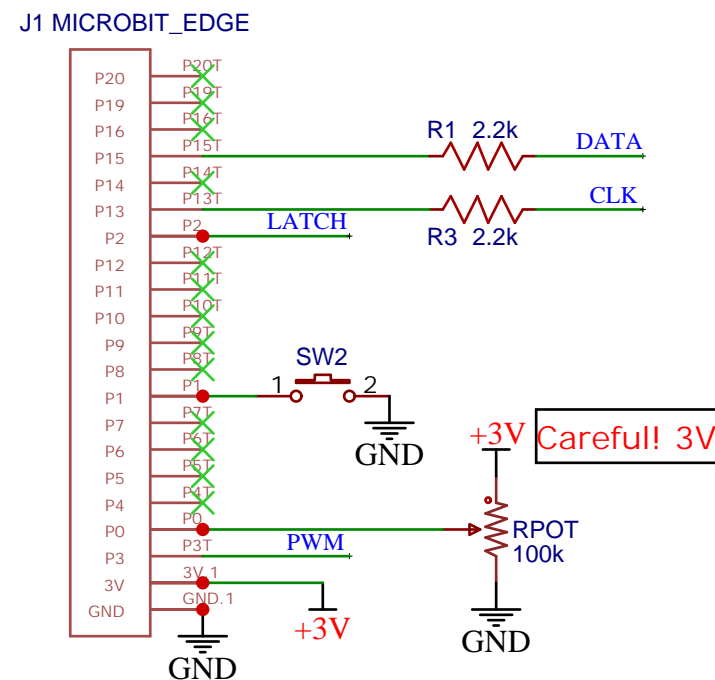 J1 MICROBIT_EDGE
P20 P20T
P19 P19T
P16 P16T
P15 P15T
R1 2.2k
DATA
P14 P14T
P13 P13T
CLK
R3 2.2k
P2 P2
LATCH
P12 P12T
P11 P11T
P10 P10T
P9 P9T
P8 P8T
SW2
P1 P1
1 2
GND
P7 P7T
P6 P6T
P5 P5T
P4 P4T
+3V
Careful! 3V
P0 P0
RPOT
100k
P3 P3T
PWM
3V 3V.1
GND GND.1
+3V
GND
GND